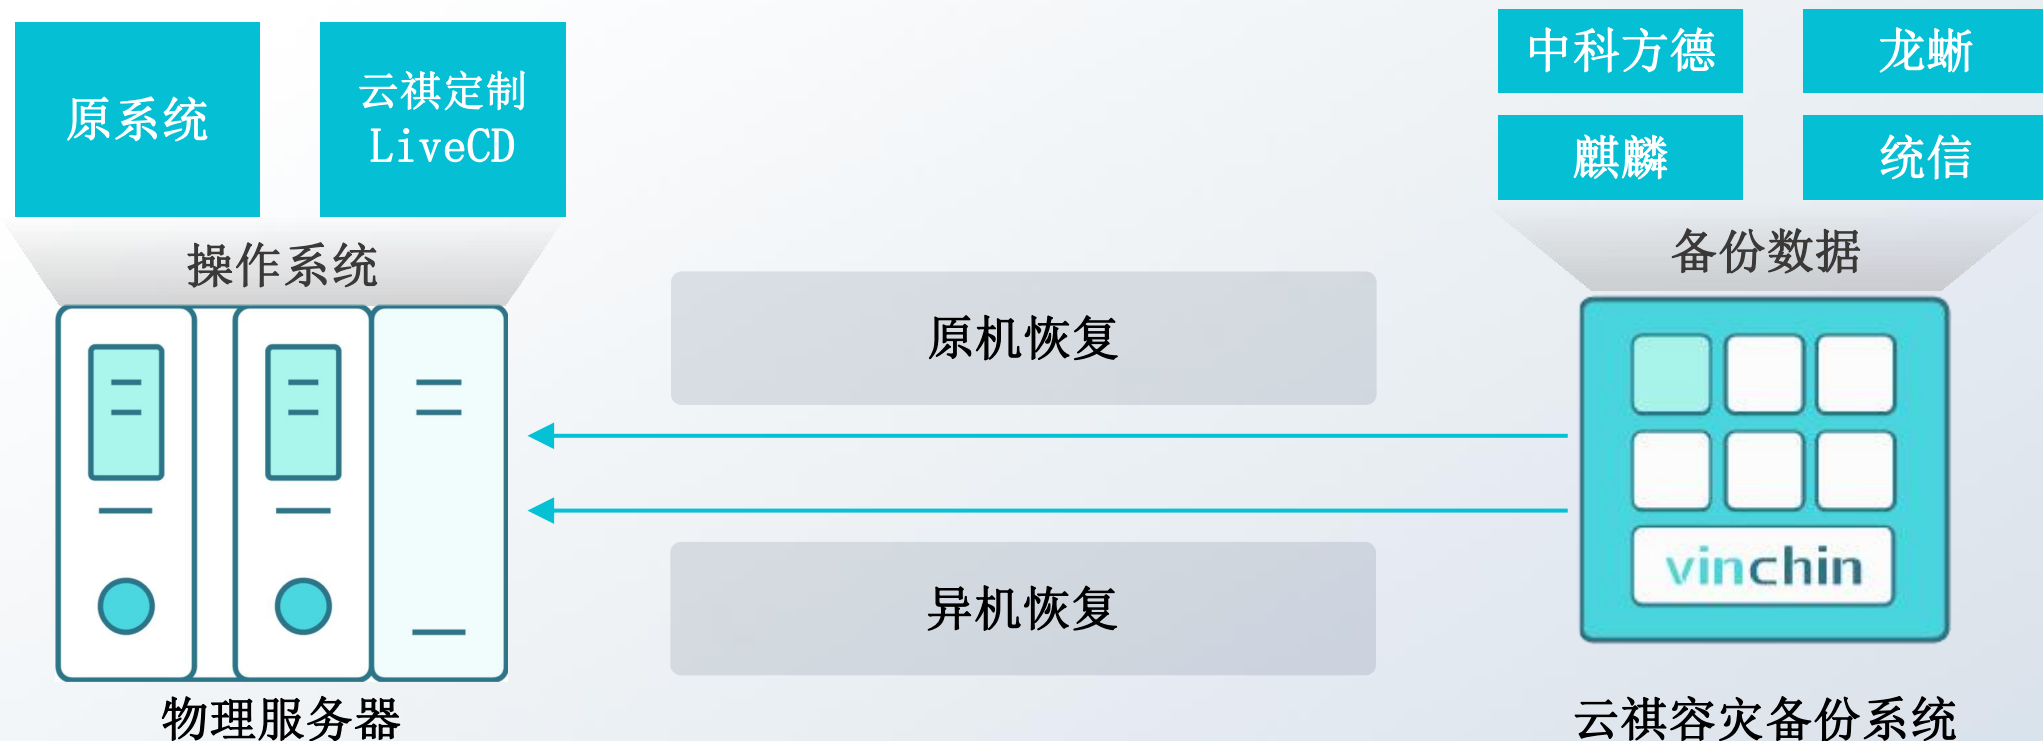 原系统
云祺定制
LiveCD
操作系统
物理服务器
原机恢复
异机恢复
中科方德
龙蜥
麒麟
统信
备份数据
vinchin
云祺容灾备份系统